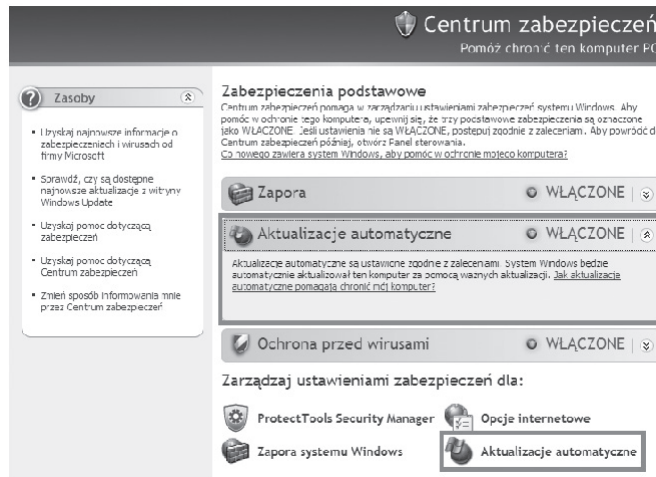 Centrum zabezpieczeń
Pomóż chronić ten komputer PC
Zasoby
Uzyskaj najnowsze informacje o
zabezpieczeniach i wirusach od
firmy Microsoft
Sprawdź, czy są dostępne
najnowsze aktualizacje z witryny
Windows Update
Uzyskaj pomoc dotyczącą
zabezpieczeń
Uzyskaj pomoc dotyczącą
Centrum zabezpieczeń
Zmień sposób informowania mnie
przez Centrum zabezpieczeń
Zabezpieczenia podstawowe
Centrum zabezpieczeń pomaga w zarządzaniu ustawieniami zabezpieczeń systemu Windows. Aby
pomóc w ochronie tego komputera, upewnij się, że trzy podstawowe zabezpieczenia są oznaczone
jako WŁĄCZONE. Jeśli ustawienia nie są WŁĄCZONE, postępuj zgodnie z zaleceniami. Aby powrócić d
Centrum zabezpieczeń później, otwórz Panel sterowania.
Co nowego zawiera system Windows, aby pomóc w ochronie mojego komputera?
Zapora WŁĄCZONE
Aktualizacje automatyczne WŁĄCZONE
Aktualizacje automatyczne są ustawione zgodnie z zaleceniami. System Windows będzie
automatycznie aktualizował ten komputer za pomocą ważnych aktualizacji. Jak aktualizacje
automatyczne pomagają chronić mój komputer?
Ochrona przed wirusami WŁĄCZONE
Zarządzaj ustawieniami zabezpieczeń dla:
ProtectTools Security Manager Opcje internetowe
Zapora systemu Windows Aktualizacje automatyczne